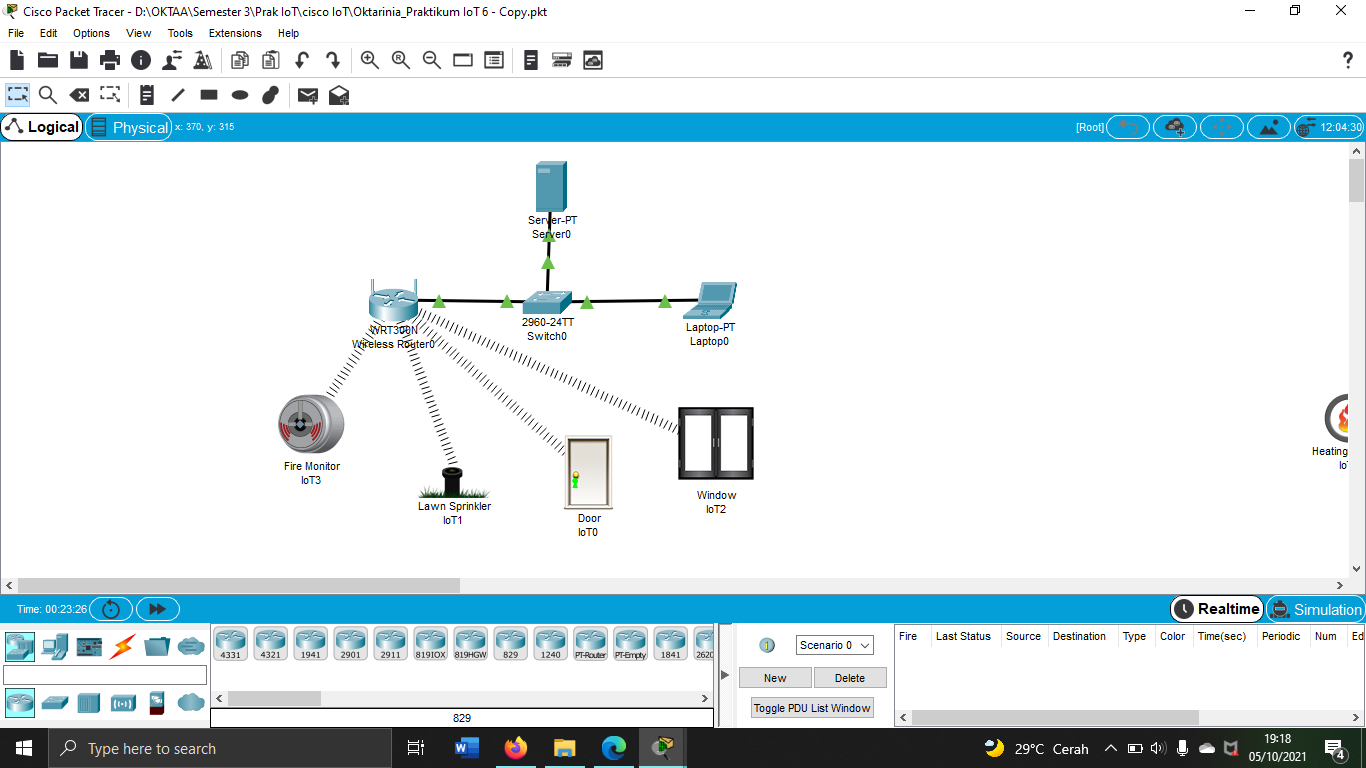 Cisco Packet Tracer - D:\OKTAA\Semester 3\Prak IoT\cisco IoT\Oktarinia_Praktikum IoT 6 - Copy.pkt
File Edit Options View Tools Extensions Help
Logical Physical x: 370, y: 315 [Root] 12:04:30
Server-PT
Server0
WRT300N
Wireless Router0
2960-24TT
Switch0
Laptop-PT
Laptop0
Fire Monitor
IoT3
Lawn Sprinkler
IoT1
Door
IoT0
Window
IoT2
Heating
Time: 00:23:26 Realtime Simulation
4331 4321 1941 2901 2911 819IOX 819HGW 829 1240 PT-Router PT-Empty 1841 2620
829
Scenario 0
New Delete
Toggle PDU List Window
Fire Last Status Source Destination Type Color Time(sec) Periodic Num Ed
Type here to search
29°C Cerah
19:18
05/10/2021
4